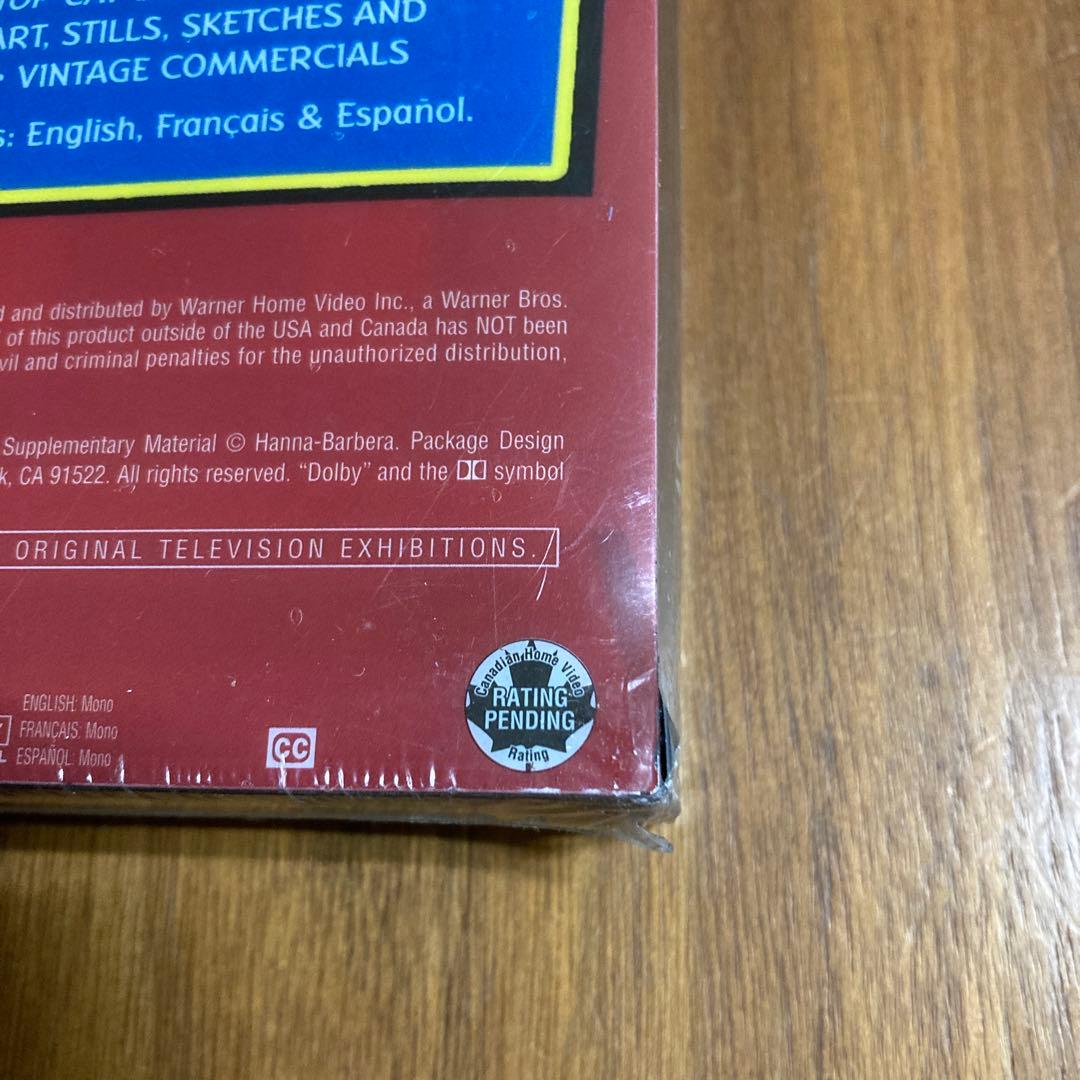 ART, STILLS, SKETCHES AND
• VINTAGE COMMERCIALS
s: English, Français & Español.
d and distributed by Warner Home Video Inc., a Warner Bros.
of this product outside of the USA and Canada has NOT been
vil and criminal penalties for the unauthorized distribution,
Supplementary Material © Hanna-Barbera. Package Design
k, CA 91522. All rights reserved. “Dolby” and the symbol
ORIGINAL TELEVISION EXHIBITIONS.
Canadian Home Video
RATING
PENDING
Rating
ENGLISH: Mono
FRANÇAIS: Mono
ESPAÑOL: Mono
CC